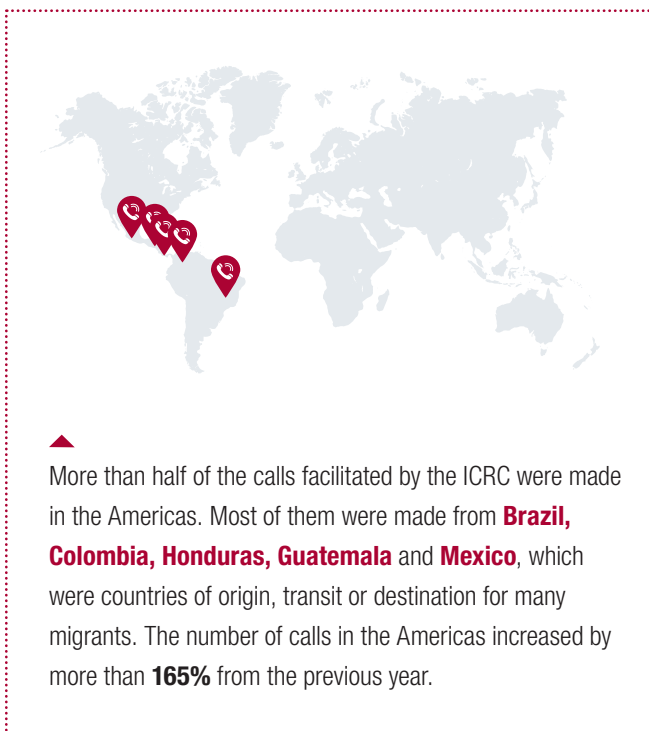 More than half of the calls facilitated by the ICRC were made
in the Americas. Most of them were made from Brazil,
Colombia, Honduras, Guatemala and Mexico, which
were countries of origin, transit or destination for many
migrants. The number of calls in the Americas increased by
more than 165% from the previous year.